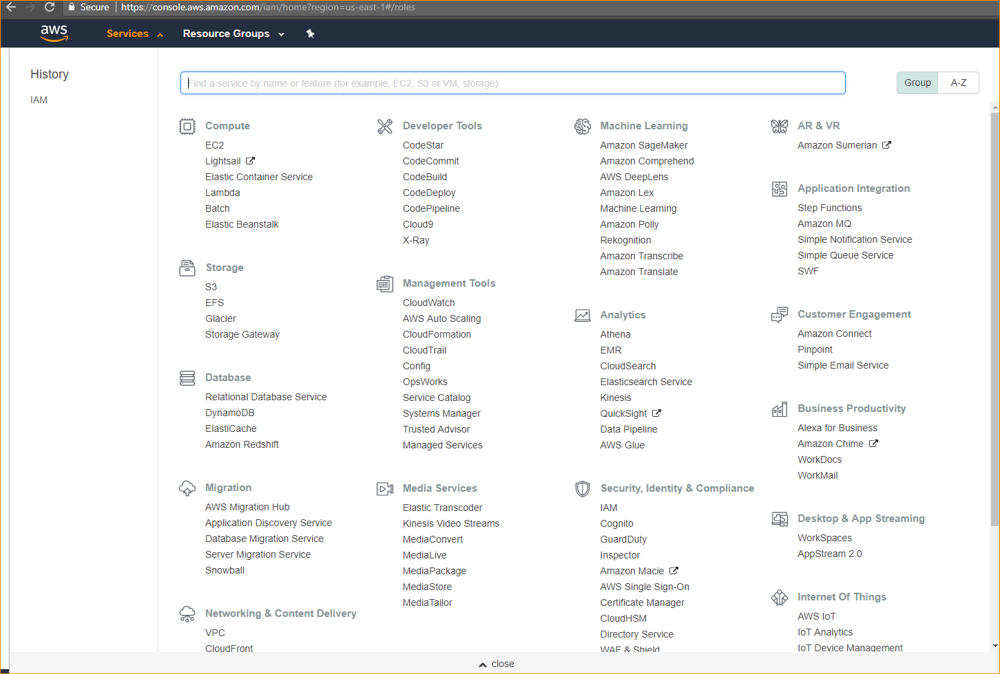 Secure https://console.aws.amazon.com/iam/home?region=us-east-1#/roles
aws Services Resource Groups
History
IAM
Find a service by name or feature (for example, EC2, S3 or VM, storage).
Group A-Z
Compute
EC2
Lightsail
Elastic Container Service
Lambda
Batch
Elastic Beanstalk
Storage
S3
EFS
Glacier
Storage Gateway
Database
Relational Database Service
DynamoDB
ElastiCache
Amazon Redshift
Migration
AWS Migration Hub
Application Discovery Service
Database Migration Service
Server Migration Service
Snowball
Networking & Content Delivery
VPC
CloudFront
Developer Tools
CodeStar
CodeCommit
CodeBuild
CodeDeploy
CodePipeline
Cloud9
X-Ray
Management Tools
CloudWatch
AWS Auto Scaling
CloudFormation
CloudTrail
Config
OpsWorks
Service Catalog
Systems Manager
Trusted Advisor
Managed Services
Media Services
Elastic Transcoder
Kinesis Video Streams
MediaConvert
MediaLive
MediaPackage
MediaStore
MediaTailor
Machine Learning
Amazon SageMaker
Amazon Comprehend
AWS DeepLens
Amazon Lex
Machine Learning
Amazon Polly
Rekognition
Amazon Transcribe
Amazon Translate
Analytics
Athena
EMR
CloudSearch
Elasticsearch Service
Kinesis
QuickSight
Data Pipeline
AWS Glue
Security, Identity & Compliance
IAM
Cognito
GuardDuty
Inspector
Amazon Macie
AWS Single Sign-On
Certificate Manager
CloudHSM
Directory Service
WAF & Shield
AR & VR
Amazon Sumerian
Application Integration
Step Functions
Amazon MQ
Simple Notification Service
Simple Queue Service
SWF
Customer Engagement
Amazon Connect
Pinpoint
Simple Email Service
Business Productivity
Alexa for Business
Amazon Chime
WorkDocs
WorkMail
Desktop & App Streaming
WorkSpaces
AppStream 2.0
Internet Of Things
AWS IoT
IoT Analytics
IoT Device Management
close